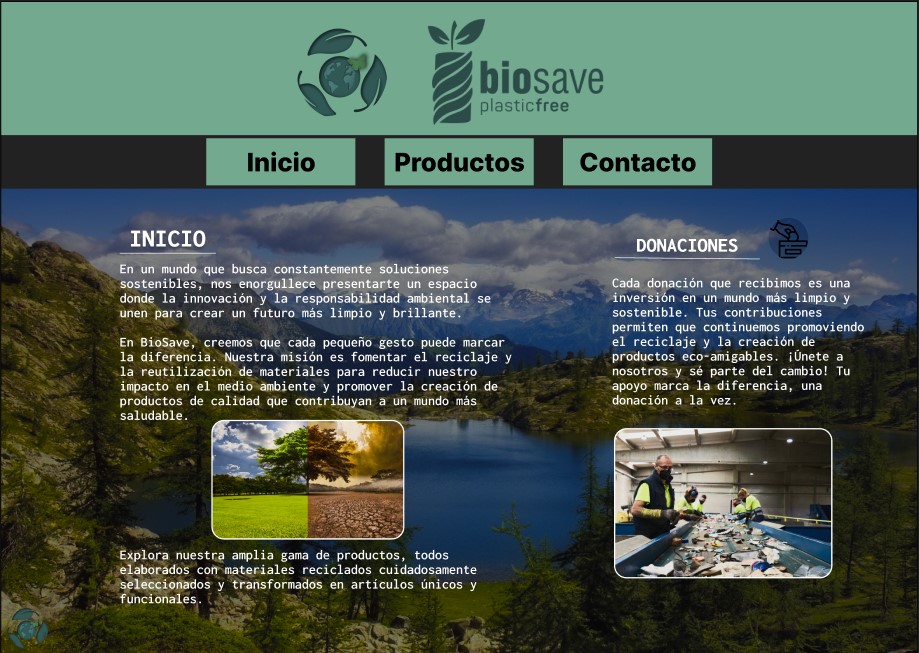 biosave
plasticfree
Inicio
Productos
Contacto
INICIO
En un mundo que busca constantemente soluciones
sostenibles, nos enorgullece presentarte un espacio
donde la innovación y la responsabilidad ambiental se
unen para crear un futuro más limpio y brillante.
En BioSave, creemos que cada pequeño gesto puede marcar
la diferencia. Nuestra misión es fomentar el reciclaje y
la reutilización de materiales para reducir nuestro
impacto en el medio ambiente y promover la creación de
productos de calidad que contribuyan a un mundo más
saludable.
Explora nuestra amplia gama de productos, todos
elaborados con materiales reciclados cuidadosamente
seleccionados y transformados en artículos únicos y
funcionales.
DONACIONES
Cada donación que recibimos es una
inversión en un mundo más limpio y
sostenible. Tus contribuciones
permiten que continuemos promoviendo
el reciclaje y la creación de
productos eco-amigables. ¡Únete a
nosotros y sé parte del cambio! Tu
apoyo marca la diferencia, una
donación a la vez.